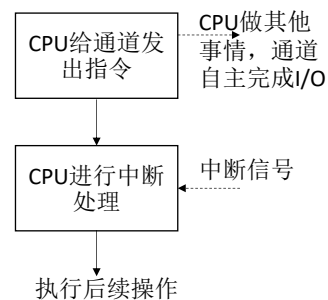 CPU给通道发
出指令
CPU做其他
事情，通道
自主完成I/O
CPU进行中断
处理
中断信号
执行后续操作